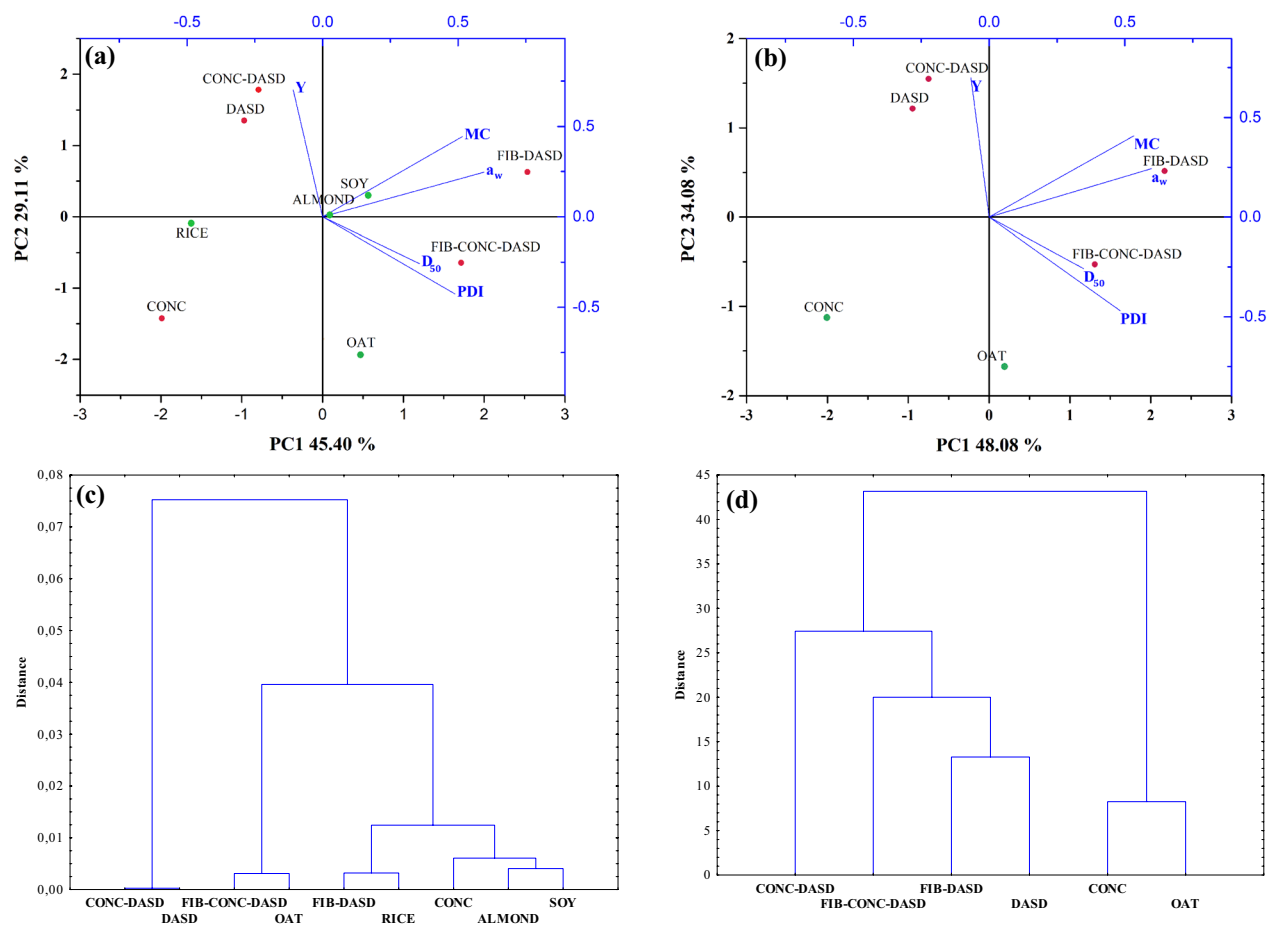 -0.5 0.0 0.5
(a)
2
1
0
-1
-2
PC2 29.11 %
CONC-DASD
Y
DASD
MC
FIB-DASD
a_w
SOY
ALMOND
RICE
FIB-CONC-DASD
D50
PDI
CONC
OAT
0.5
0.0
-0.5
-3 -2 -1 0 1 2 3
PC1 45.40 %
-0.5 0.0 0.5
(b)
2
1
0
-1
-2
PC2 34.08 %
CONC-DASD
Y
DASD
MC
FIB-DASD
a_w
FIB-CONC-DASD
D50
CONC
PDI
OAT
0.5
0.0
-0.5
-3 -2 -1 0 1 2 3
PC1 48.08 %
(c)
0,08
0,07
0,06
0,05
0,04
0,03
0,02
0,01
0,00
Distance
CONC-DASD FIB-CONC-DASD FIB-DASD CONC SOY
DASD OAT RICE ALMOND
(d)
45
40
35
30
25
20
15
10
5
0
Distance
CONC-DASD FIB-DASD CONC
FIB-CONC-DASD DASD OAT